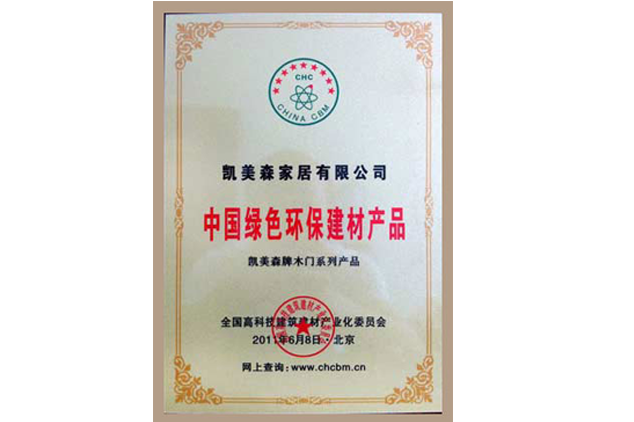 CHC
CHINA CBM
凯美森家居有限公司
中国绿色环保建材产品
凯美森牌木门系列产品
全国高科技建筑建材产业化委员会
2011年6月8日·北京
网上查询:www.chcbm.cn